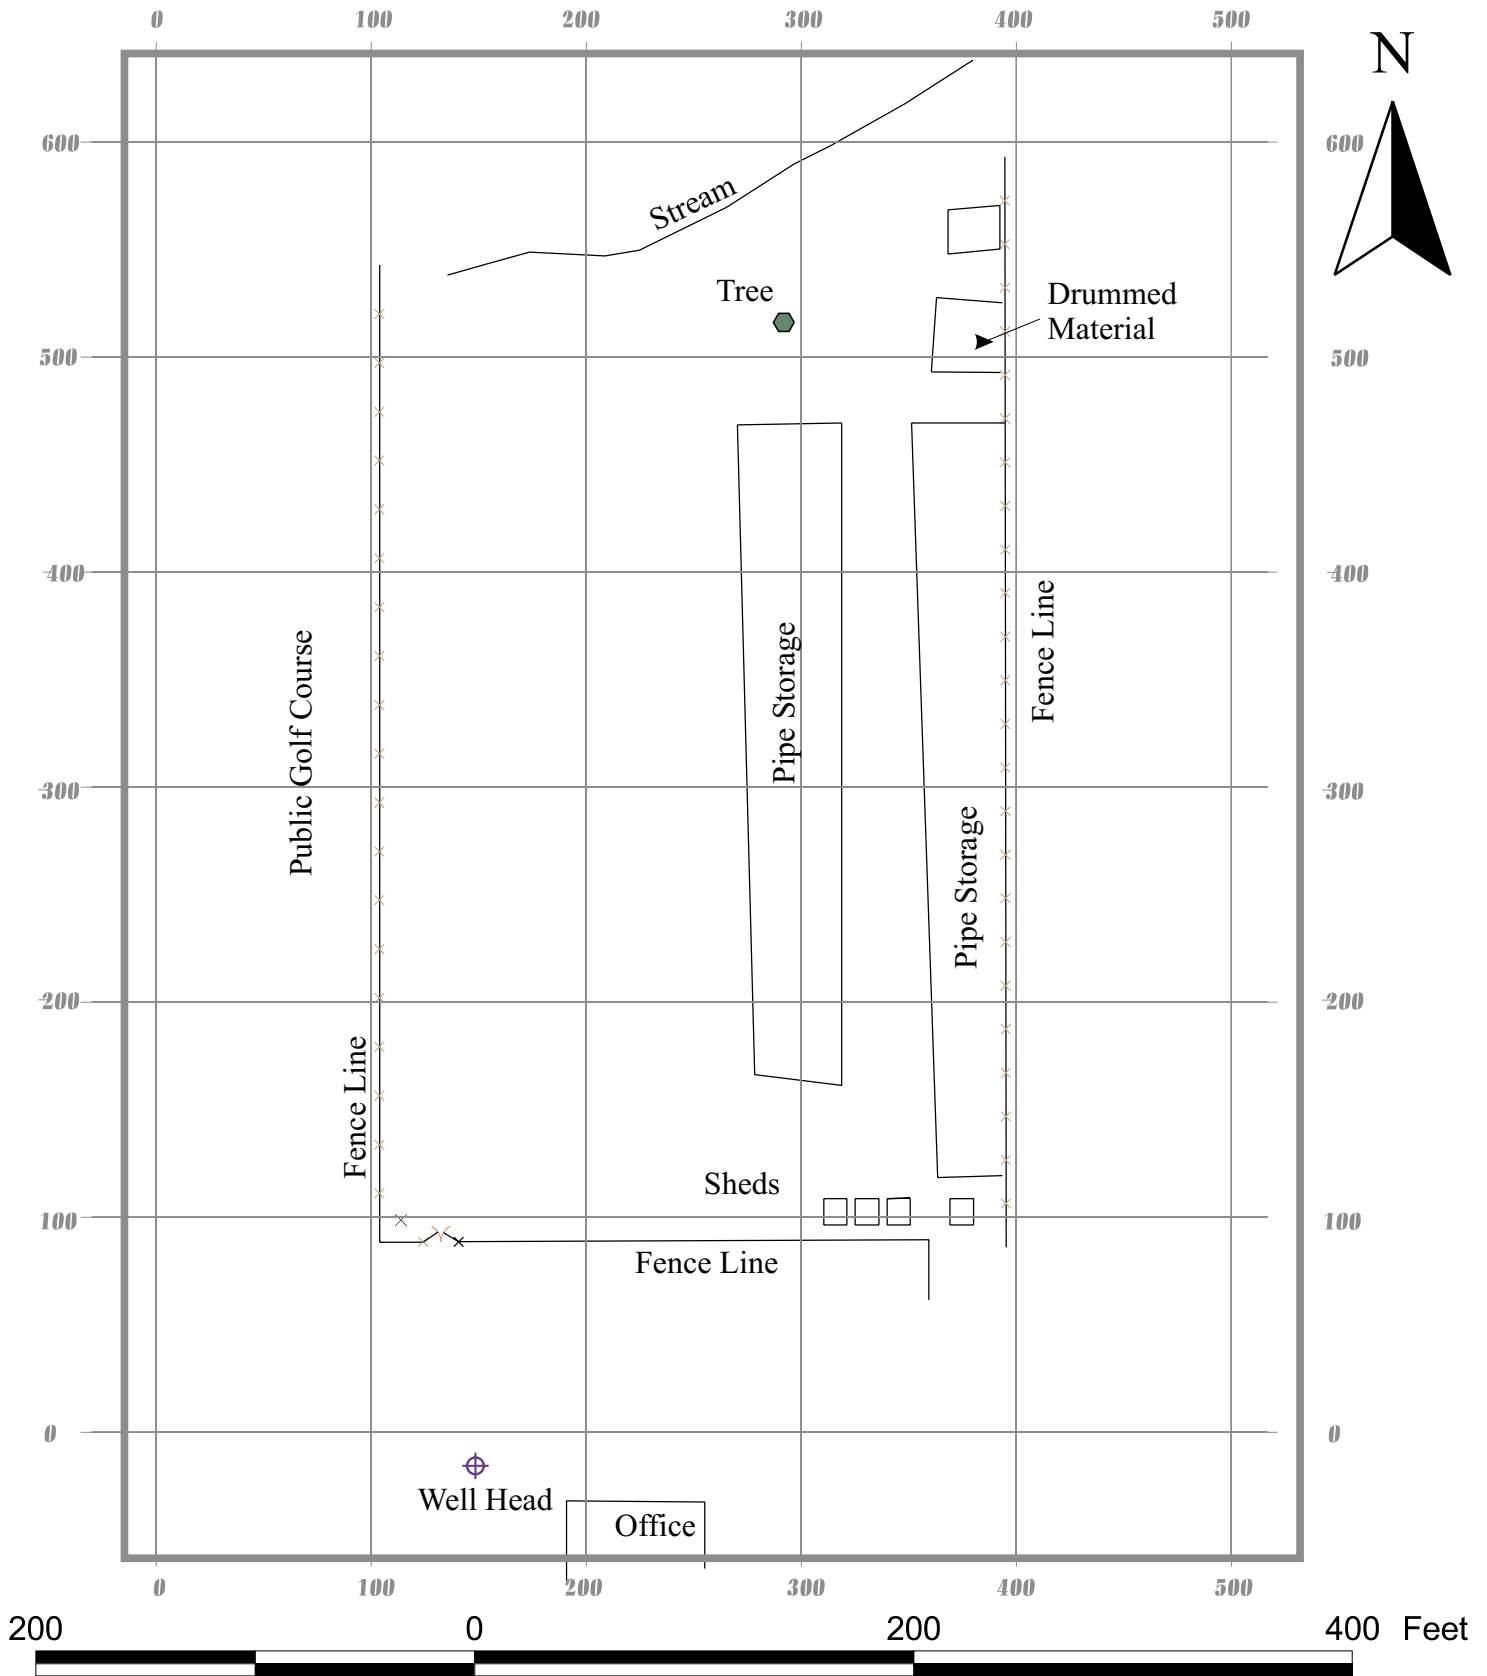 0 100 200 300 400 500
N
600 600
Stream
Tree
Drummed
Material
500 500
400 400
Pipe Storage
Fence Line
Public Golf Course
300 300
Pipe Storage
200 200
Fence Line
Sheds
100 100
Fence Line
0 0
Well Head
Office
0 100 200 300 400 500
200 0 200 400 Feet